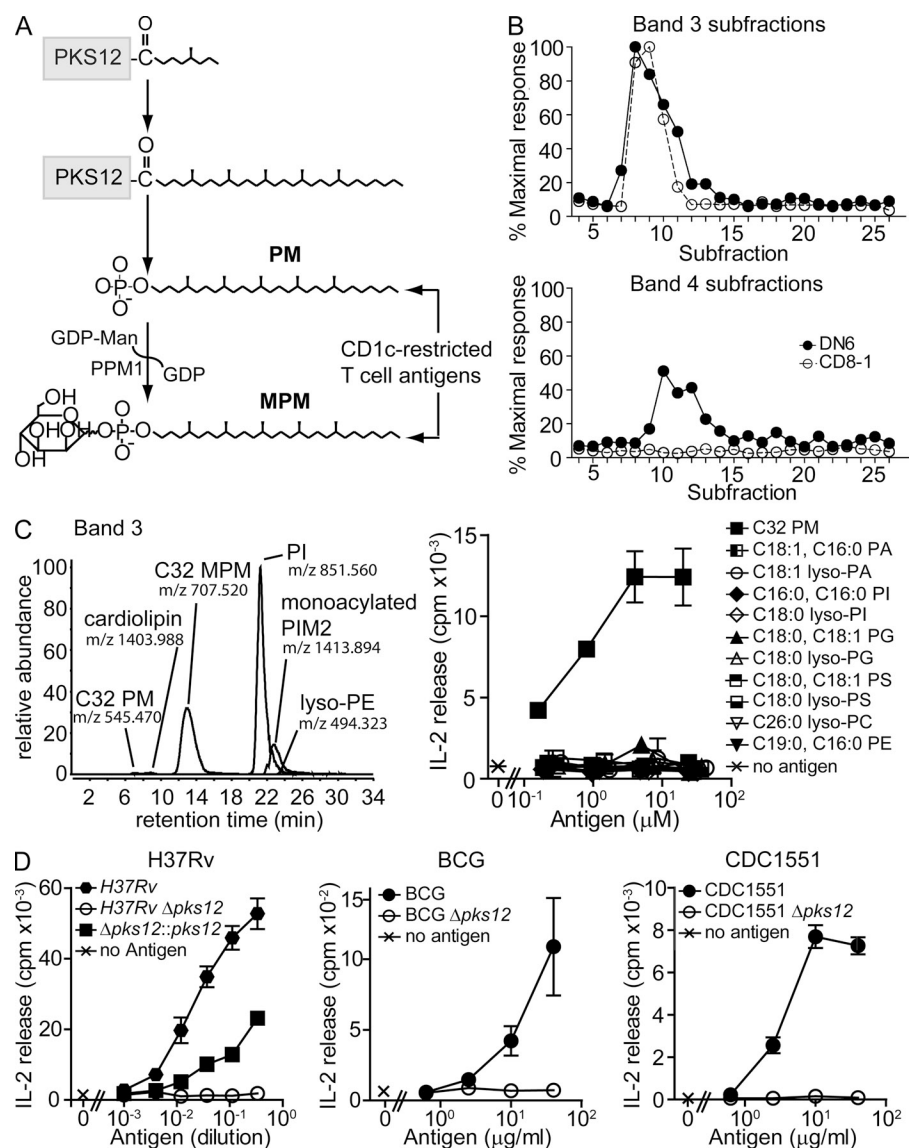 A
PKS12
C
O
PKS12
C
O
PM
O
O-P-O
O
GDP-Man
PPM1
GDP
CD1c-restricted
T cell antigens
MPM
HO
OH
HO
OH
O
O-P-O
O
B
Band 3 subfractions
% Maximal response
100
80
60
40
20
0
5
10
15
20
25
Subfraction
Band 4 subfractions
% Maximal response
100
80
60
40
20
0
DN6
CD8-1
5
10
15
20
25
Subfraction
C
Band 3
relative abundance
100
80
60
40
20
0
PI
m/z 851.560
C32 MPM
m/z 707.520
monoacylated
PIM2
m/z 1413.894
cardiolipin
m/z 1403.988
lyso-PE
m/z 494.323
C32 PM
m/z 545.470
2 6 10 14 18 22 26 30 34
retention time (min)
IL-2 release (cpm x10⁻³)
15
10
5
0
0
10⁻¹
10⁰
10¹
10²
Antigen (μM)
C32 PM
C18:1, C16:0 PA
C18:1 lyso-PA
C16:0, C16:0 PI
C18:0 lyso-PI
C18:0, C18:1 PG
C18:0 lyso-PG
C18:0, C18:1 PS
C18:0 lyso-PS
C26:0 lyso-PC
C19:0, C16:0 PE
no antigen
D
H37Rv
IL-2 release (cpm x10⁻³)
60
40
20
0
H37Rv
H37Rv Δpks12
Δpks12::pks12
no Antigen
0
10⁻³
10⁻²
10⁻¹
10⁰
Antigen (dilution)
BCG
IL-2 release (cpm x10⁻²)
15
10
5
0
BCG
BCG Δpks12
no antigen
0
10⁰
10¹
10²
Antigen (μg/ml)
CDC1551
IL-2 release (cpm x10⁻³)
8
6
4
2
0
CDC1551
CDC1551 Δpks12
no antigen
0
10⁰
10¹
10²
Antigen (μg/ml)